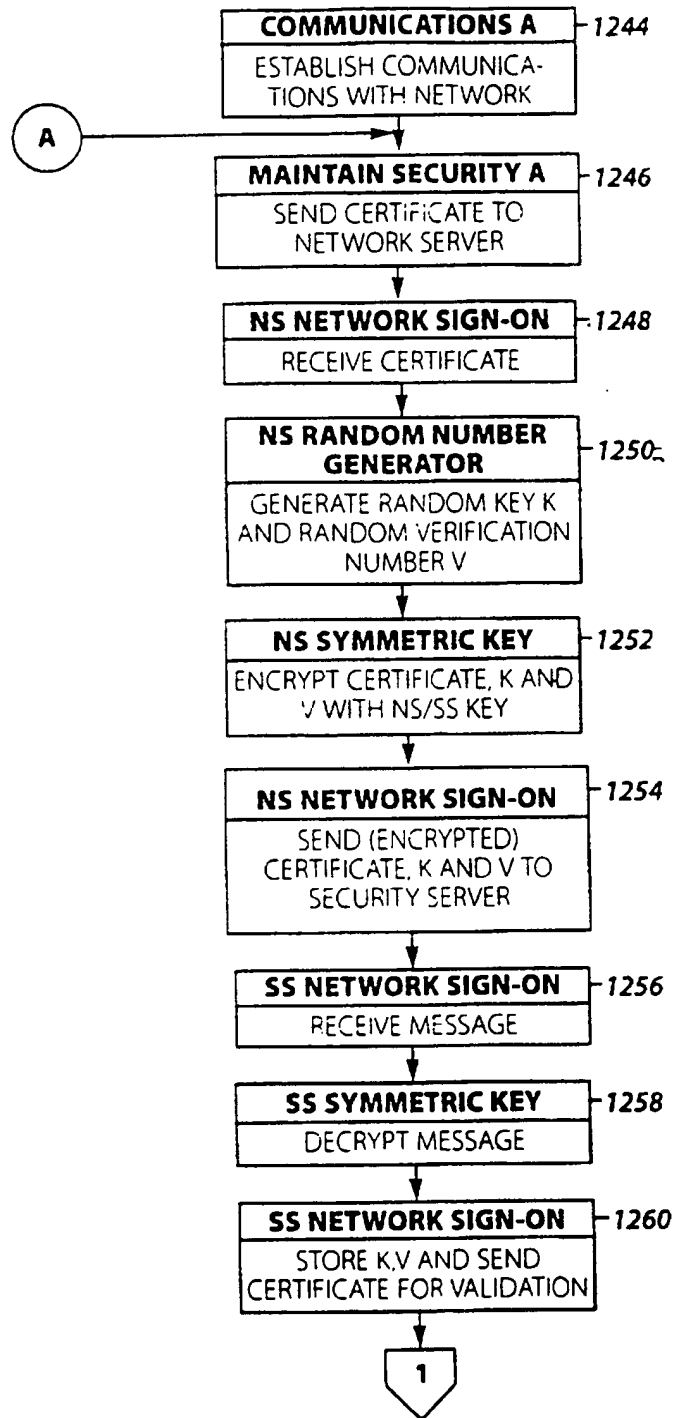 COMMUNICATIONS A
1244
ESTABLISH COMMUNICA-
TIONS WITH NETWORK
A
MAINTAIN SECURITY A
1246
SEND CERTIFICATE TO
NETWORK SERVER
NS NETWORK SIGN-ON
1248
RECEIVE CERTIFICATE
NS RANDOM NUMBER
GENERATOR
1250
GENERATE RANDOM KEY K
AND RANDOM VERIFICATION
NUMBER V
NS SYMMETRIC KEY
1252
ENCRYPT CERTIFICATE, K AND
V WITH NS/SS KEY
NS NETWORK SIGN-ON
1254
SEND (ENCRYPTED)
CERTIFICATE, K AND V TO
SECURITY SERVER
SS NETWORK SIGN-ON
1256
RECEIVE MESSAGE
SS SYMMETRIC KEY
1258
DECRYPT MESSAGE
SS NETWORK SIGN-ON
1260
STORE K,V AND SEND
CERTIFICATE FOR VALIDATION
1